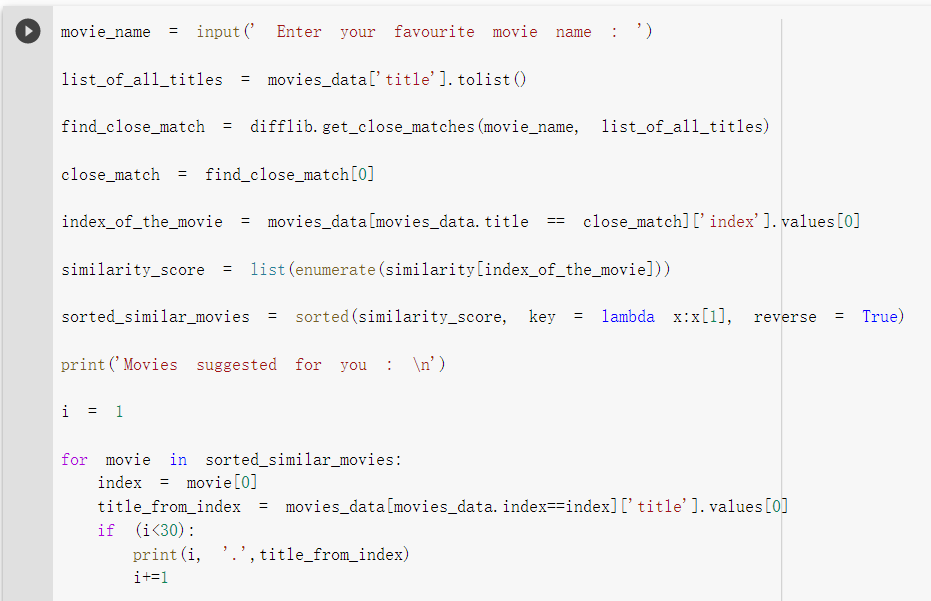 movie_name = input(' Enter your favourite movie name : ')
list_of_all_titles = movies_data['title'].tolist()
find_close_match = difflib.get_close_matches(movie_name, list_of_all_titles)
close_match = find_close_match[0]
index_of_the_movie = movies_data[movies_data.title == close_match]['index'].values[0]
similarity_score = list(enumerate(similarity[index_of_the_movie]))
sorted_similar_movies = sorted(similarity_score, key = lambda x:x[1], reverse = True)
print('Movies suggested for you : \n')
i = 1
for movie in sorted_similar_movies:
    index = movie[0]
    title_from_index = movies_data[movies_data.index==index]['title'].values[0]
    if (i<30):
        print(i, '.',title_from_index)
        i+=1